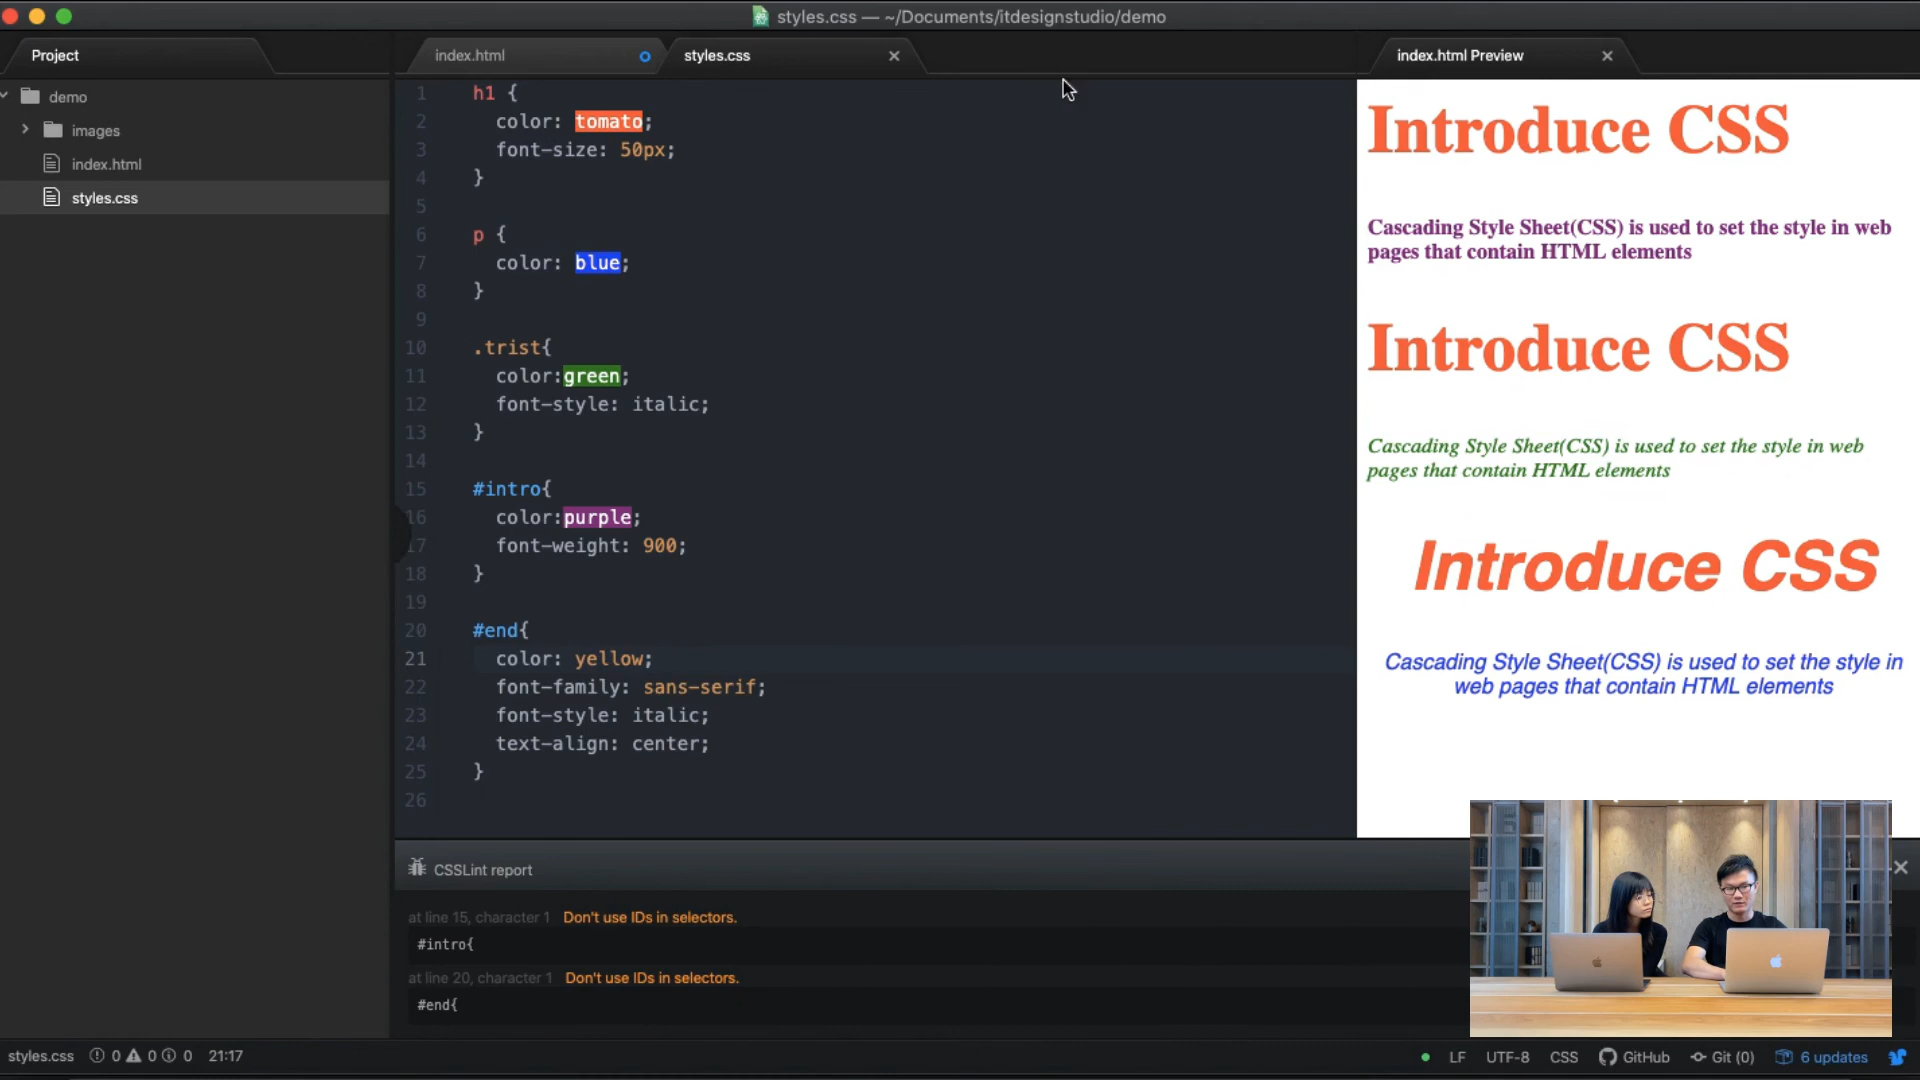 styles.css — ~/Documents/itdesignstudio/demo
Project
index.html
styles.css
index.html Preview
demo
images
index.html
styles.css
1 h1 {
2 color: tomato;
3 font-size: 50px;
4 }
5
6 p {
7 color: blue;
8 }
9
10 .trist{
11 color:green;
12 font-style: italic;
13 }
14
15 #intro{
16 color:purple;
17 font-weight: 900;
18 }
19
20 #end{
21 color: yellow;
22 font-family: sans-serif;
23 font-style: italic;
24 text-align: center;
25 }
26
Introduce CSS
Cascading Style Sheet(CSS) is used to set the style in web
pages that contain HTML elements
Introduce CSS
Cascading Style Sheet(CSS) is used to set the style in web
pages that contain HTML elements
Introduce CSS
Cascading Style Sheet(CSS) is used to set the style in
web pages that contain HTML elements
CSSLint report
at line 15, character 1 Don't use IDs in selectors.
#intro{
at line 20, character 1 Don't use IDs in selectors.
#end{
styles.css 0 0 0 21:17
LF UTF-8 CSS GitHub Git (0) 6 updates